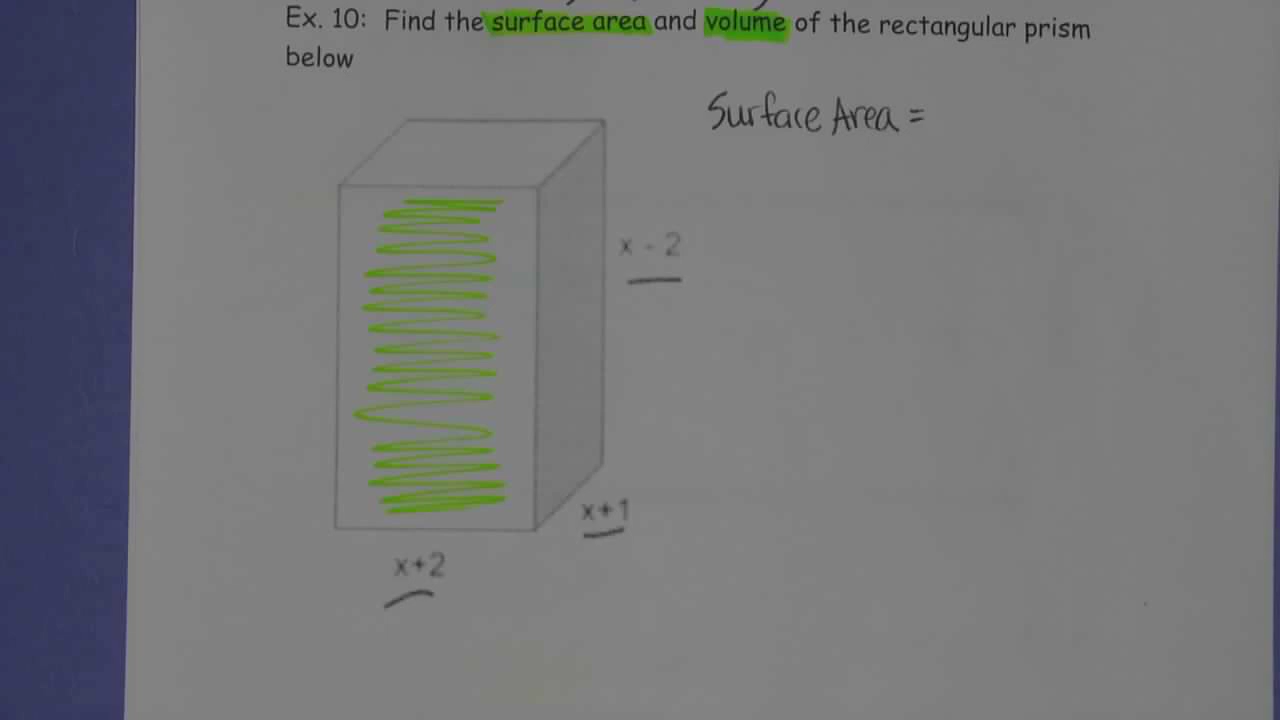 Ex. 10: Find the surface area and volume of the rectangular prism
below
Surface Area =
x - 2
x+1
x+2